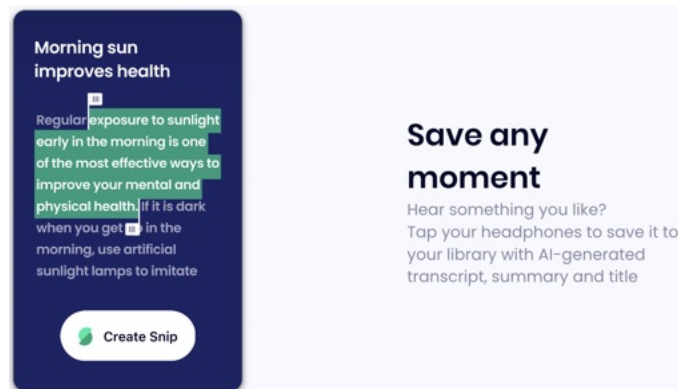 Morning sun
improves health
Regular exposure to sunlight
early in the morning is one
of the most effective ways to
improve your mental and
physical health. If it is dark
when you get in the
morning, use artificial
sunlight lamps to imitate
Create Snip
Save any
moment
Hear something you like?
Tap your headphones to save it to
your library with AI-generated
transcript, summary and title